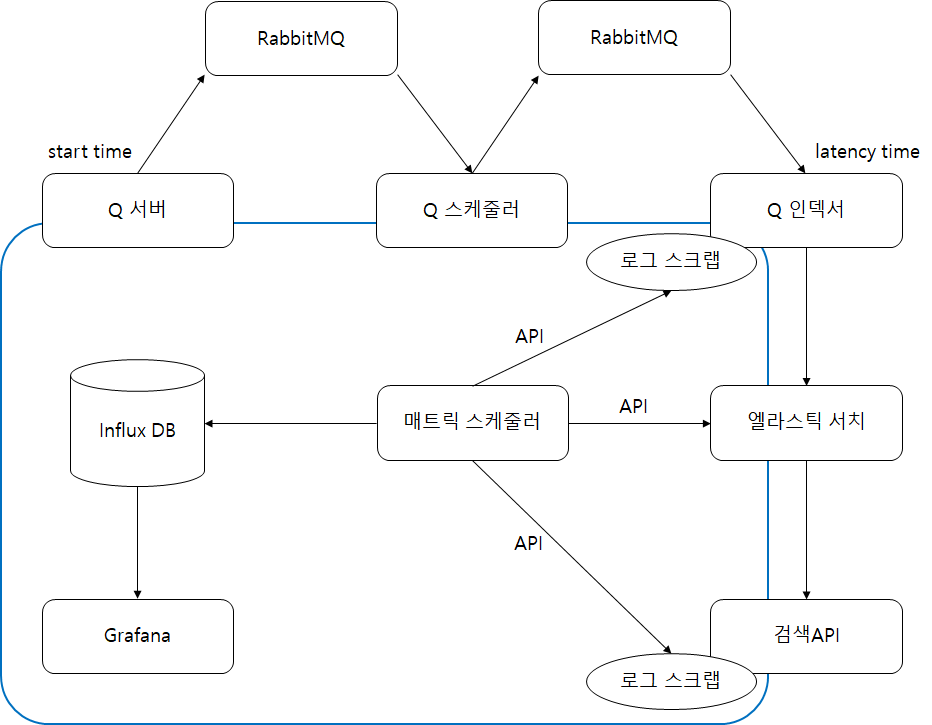 RabbitMQ
RabbitMQ
start time
latency time
Q 서버
Q 스케줄러
Q 인덱서
로그 스크랩
API
Influx DB
매트릭 스케줄러
API
엘라스틱 서치
API
Grafana
검색API
로그 스크랩